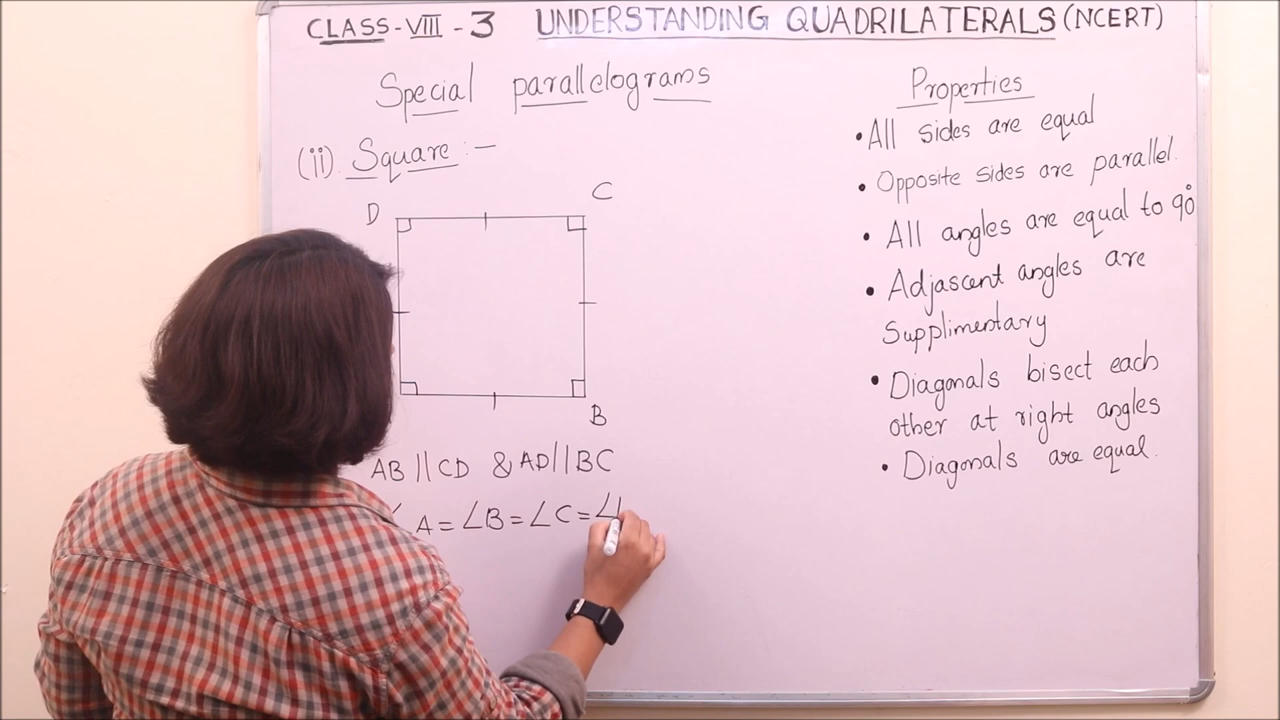 CLASS-VIII-3 UNDERSTANDING QUADRILATERALS (NCERT)
Special parallelograms
(ii) Square :-
D
C
B
AB || CD & AD || BC
A = ∠B = ∠C = ∠
Properties
• All sides are equal
• Opposite sides are parallel.
• All angles are equal to 90°
• Adjascent angles are
supplimentary
• Diagonals bisect each
other at right angles
• Diagonals are equal.